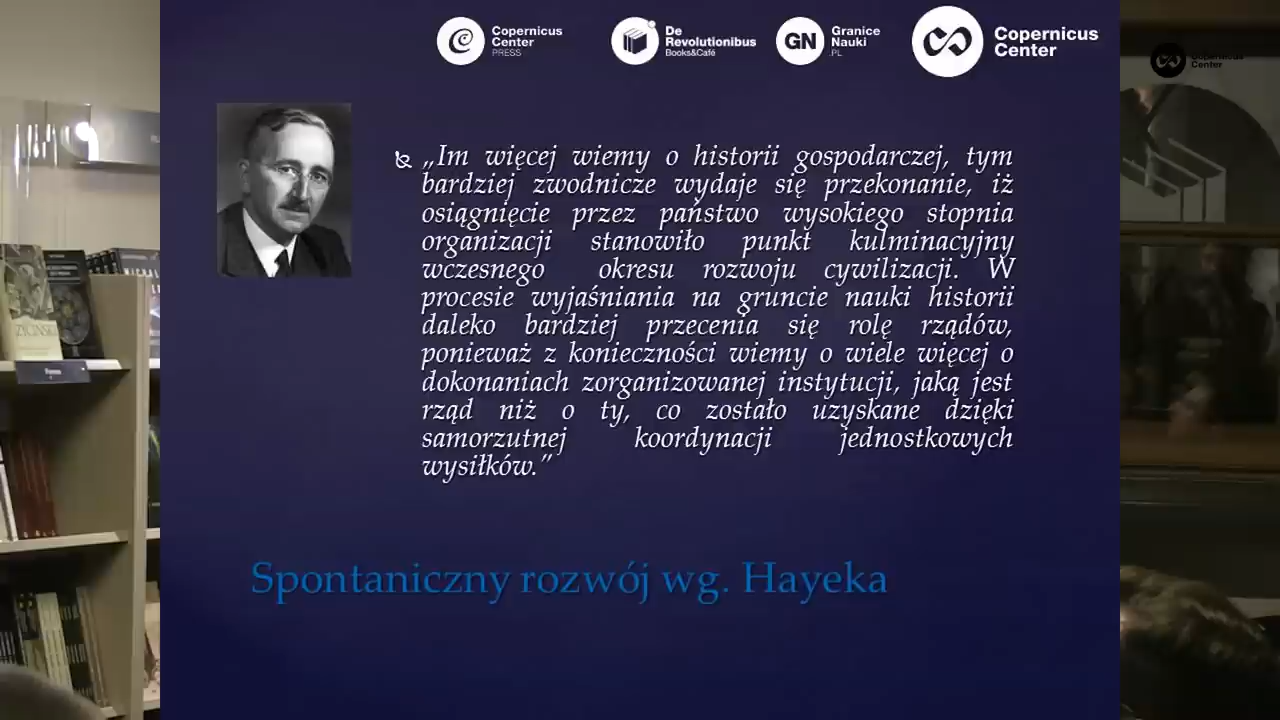 Copernicus
Center
PRESS
De
Revolutionibus
Books&Café
GN
Granice
Nauki
.PL
Copernicus
Center
Copernicus
Center
„Im więcej wiemy o historii gospodarczej, tym
bardziej zwodnicze wydaje się przekonanie, iż
osiągnięcie przez państwo wysokiego stopnia
organizacji stanowiło punkt kulminacyjny
wczesnego okresu rozwoju cywilizacji. W
procesie wyjaśniania na gruncie nauki historii
daleko bardziej przecenia się rolę rządów,
ponieważ z konieczności wiemy o wiele więcej o
dokonaniach zorganizowanej instytucji, jaką jest
rząd niż o ty, co zostało uzyskane dzięki
samorzutnej koordynacji jednostkowych
wysiłków.”
Spontaniczny rozwój wg. Hayeka